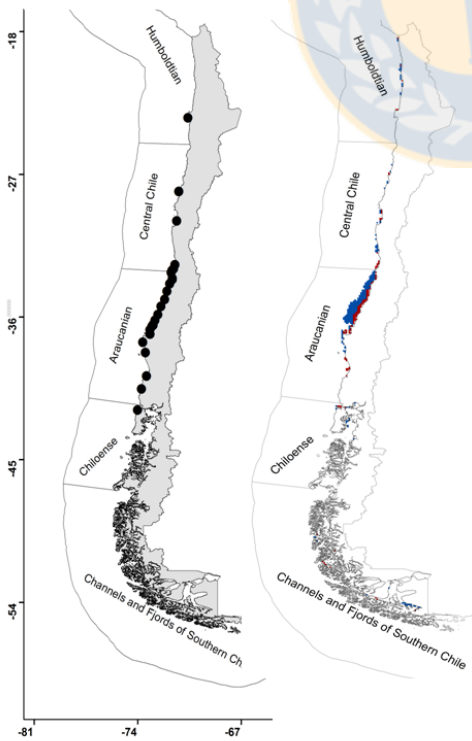 -18
-27
-36
-45
-54
-81
-74
-67
Humboldtian
Central Chile
Araucanian
Chiloense
Channels and Fjords of Southern Ch
Humboldtian
Central Chile
Araucanian
Chiloense
Channels and Fjords of Southern Chile